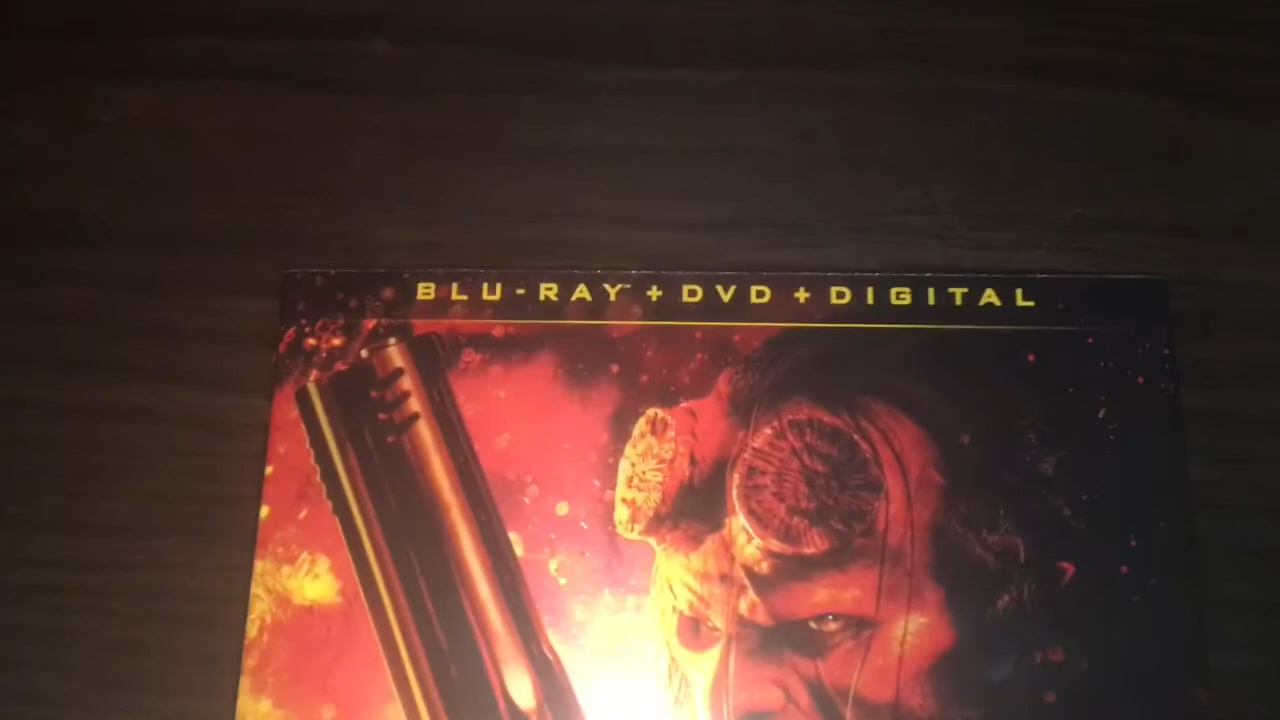 BLU-RAY™ + DVD + DIGITAL